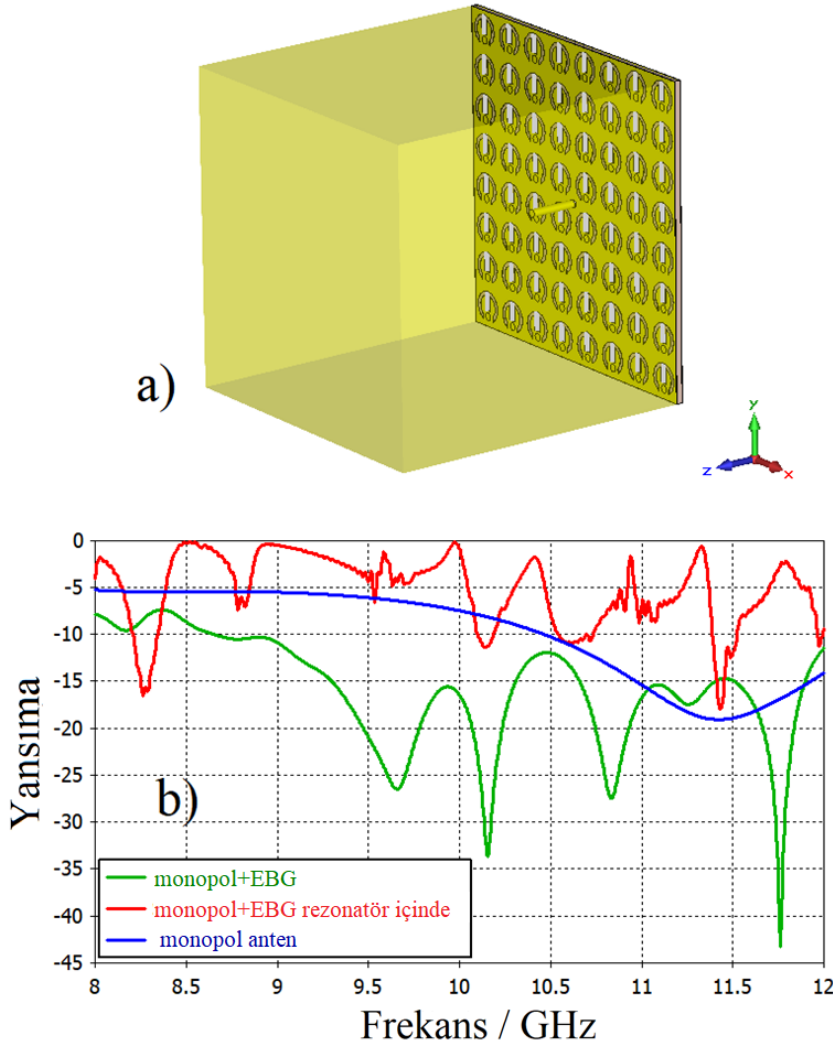 a)
Y
Z
X
b)
Yansıma
0
-5
-10
-15
-20
-25
-30
-35
-40
-45
monopol+EBG
monopol+EBG rezonatör içinde
monopol anten
8
8.5
9
9.5
10
10.5
11
11.5
12
Frekans / GHz